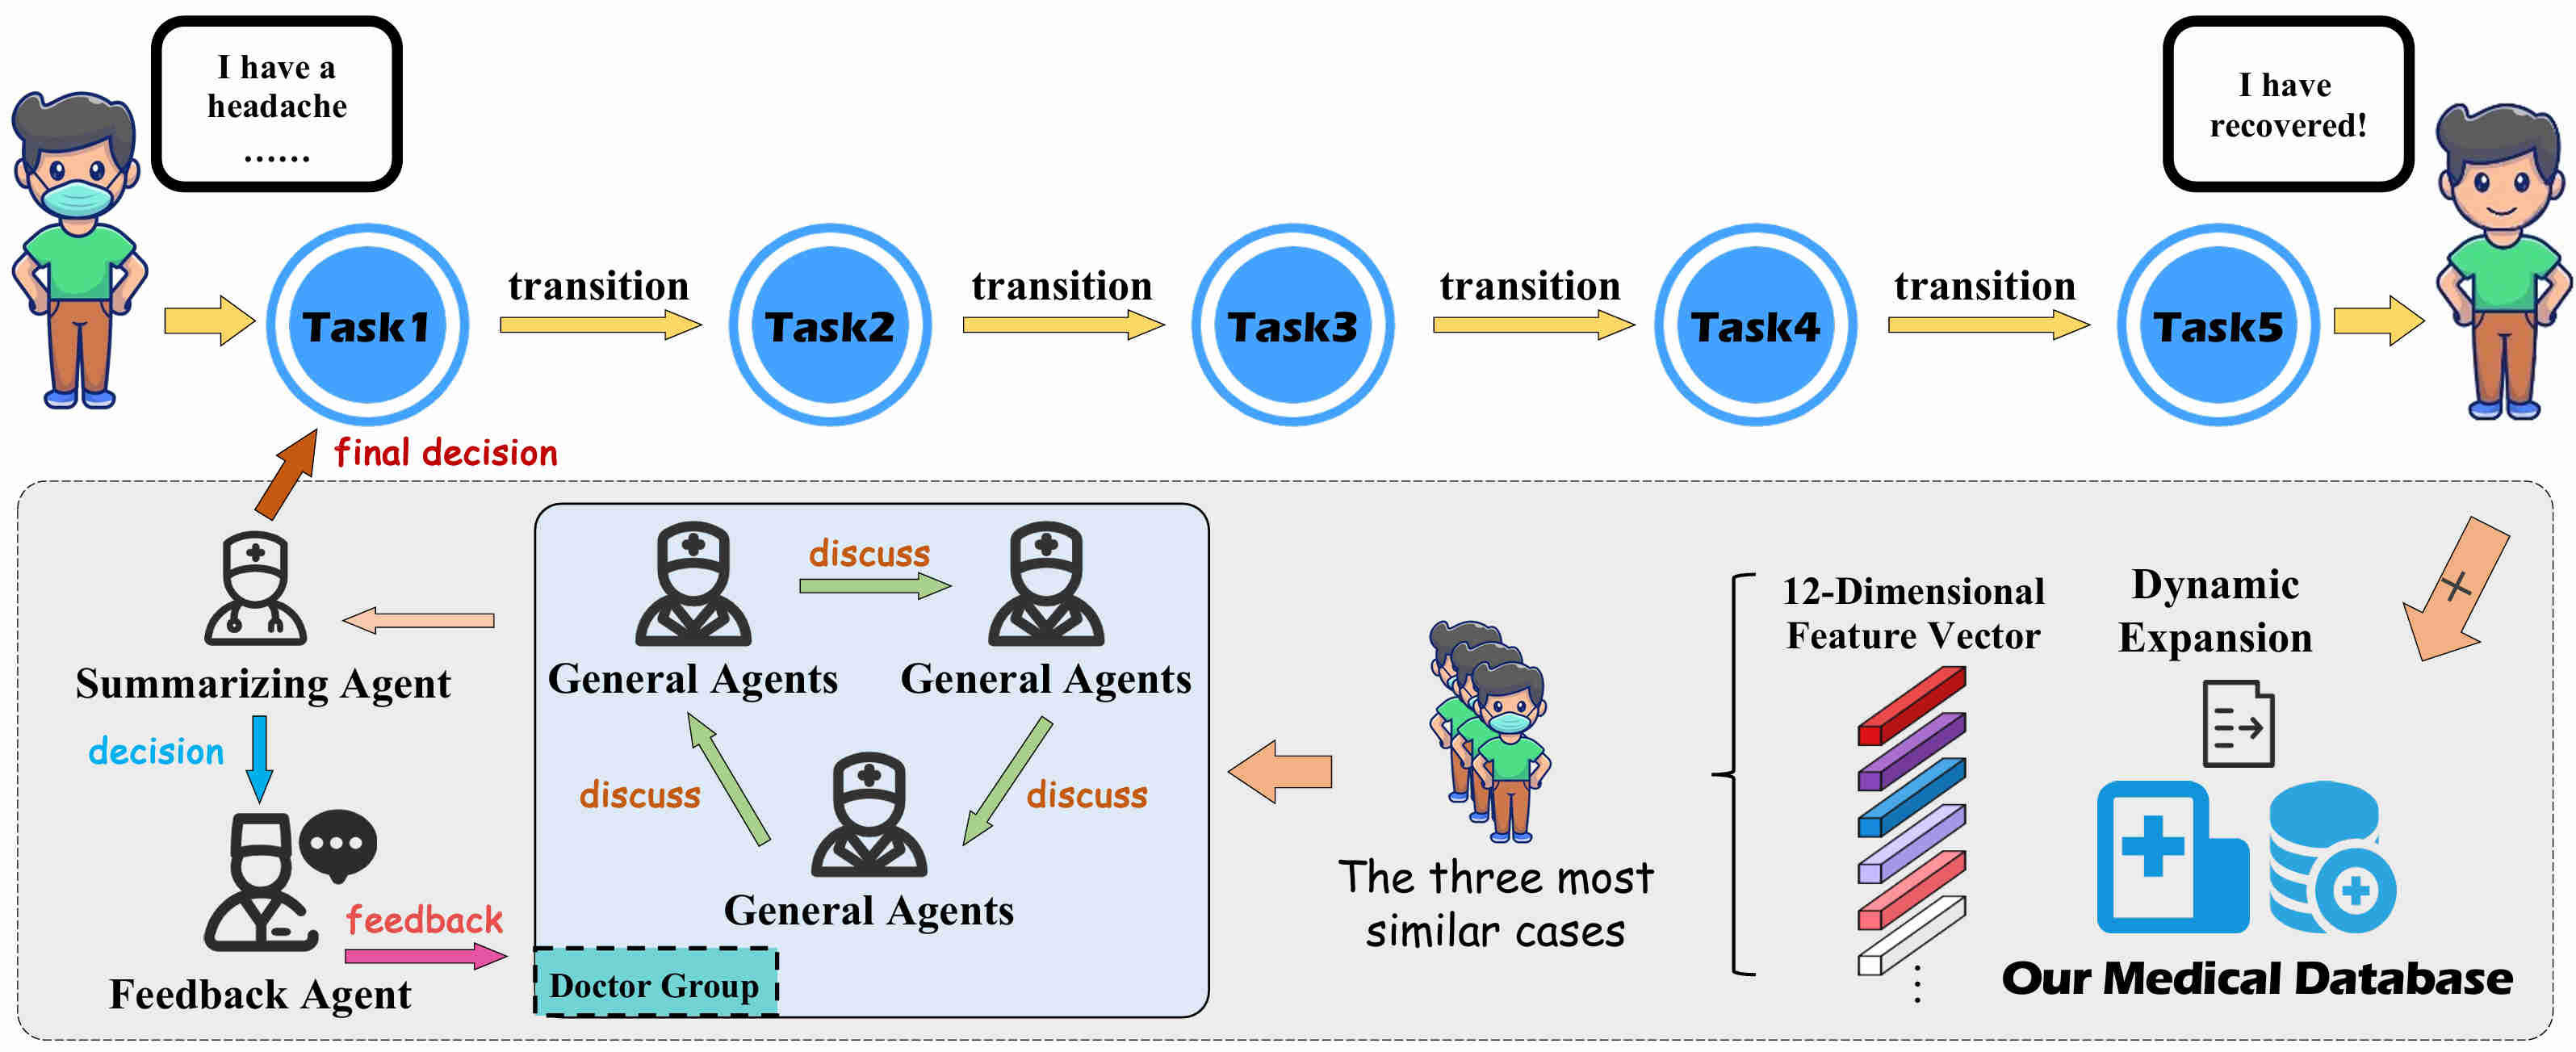 I have a
headache
......
I have
recovered!
Task1
transition
Task2
transition
Task3
transition
Task4
transition
Task5
final decision
Summarizing Agent
decision
Feedback Agent
feedback
General Agents
discuss
General Agents
discuss
discuss
General Agents
Doctor Group
The three most
similar cases
12-Dimensional
Feature Vector
Dynamic
Expansion
Our Medical Database